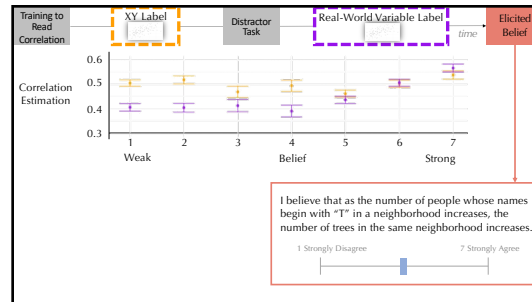 Training to Read Correlation
XY Label
Distractor Task
Real-World Variable Label
time
Elicited Belief
Correlation Estimation
0.6
0.5
0.4
0.3
1 2 3 4 5 6 7
Weak Belief Strong
I believe that as the number of people whose names
begin with “T” in a neighborhood increases, the
number of trees in the same neighborhood increases.
1 Strongly Disagree 7 Strongly Agree